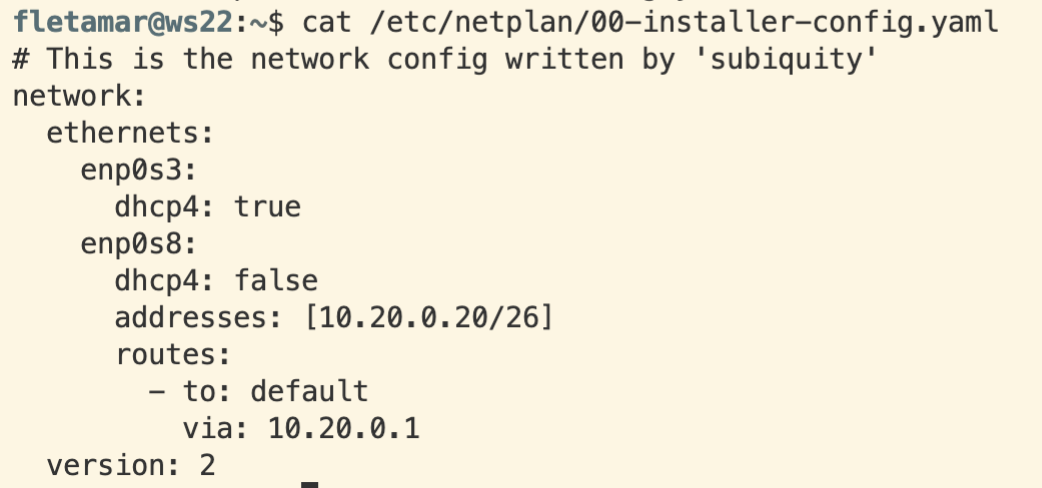 fletamar@ws22:~$ cat /etc/netplan/00-installer-config.yaml
# This is the network config written by 'subiquity'
network:
  ethernets:
    enp0s3:
      dhcp4: true
    enp0s8:
      dhcp4: false
      addresses: [10.20.0.20/26]
      routes:
        - to: default
          via: 10.20.0.1
  version: 2